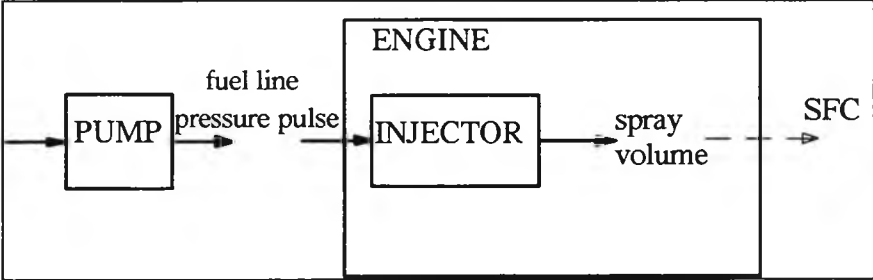 ENGINE
fuel line
pressure pulse
PUMP
INJECTOR
spray
volume
SFC